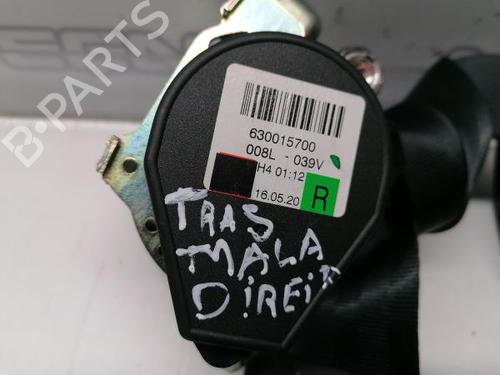 630015700
008L - 039V
H4 01:12
16.05.20
R
TRAS
MALA
DIREIT
B-PARTS